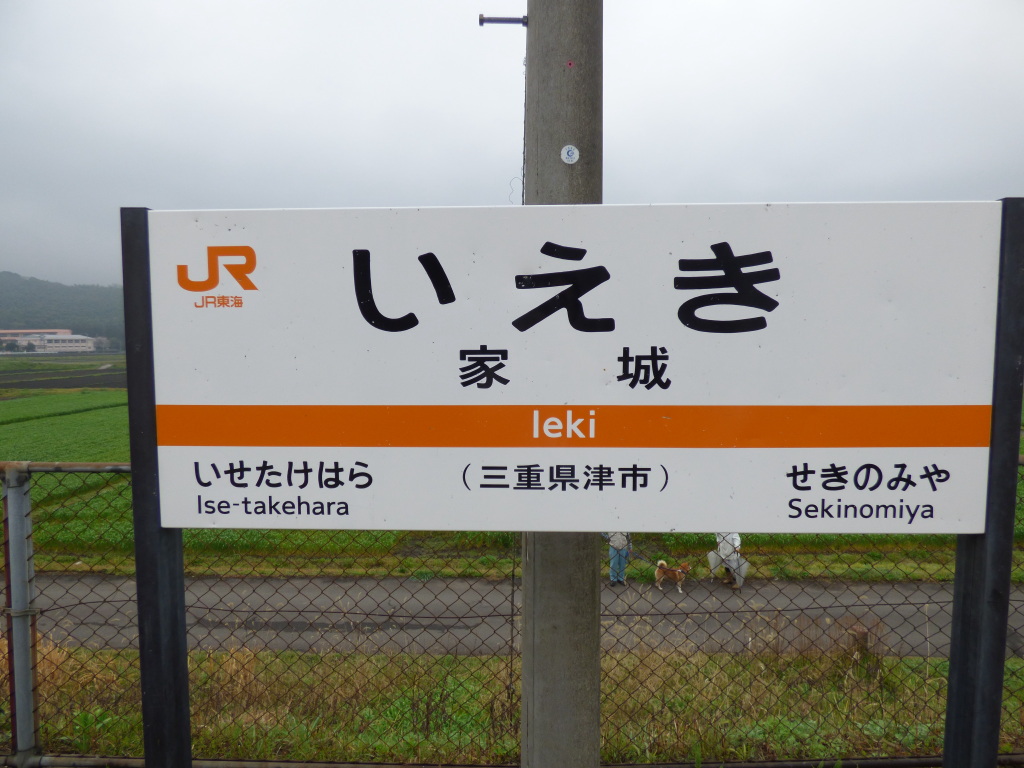 JR
JR東海
いえき
家城
Ieki
いせたけはら
Ise-takehara
（三重県津市）
せきのみや
Sekinomiya